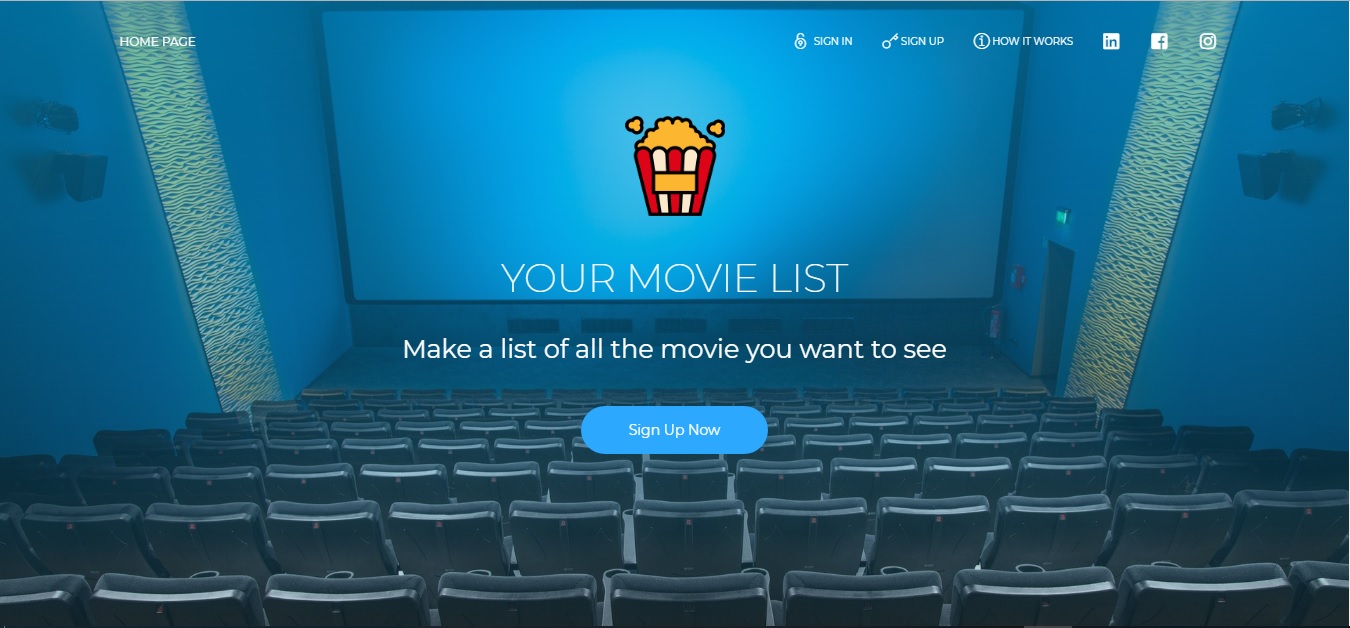 HOME PAGE
SIGN IN
SIGN UP
HOW IT WORKS
YOUR MOVIE LIST
Make a list of all the movie you want to see
Sign Up Now